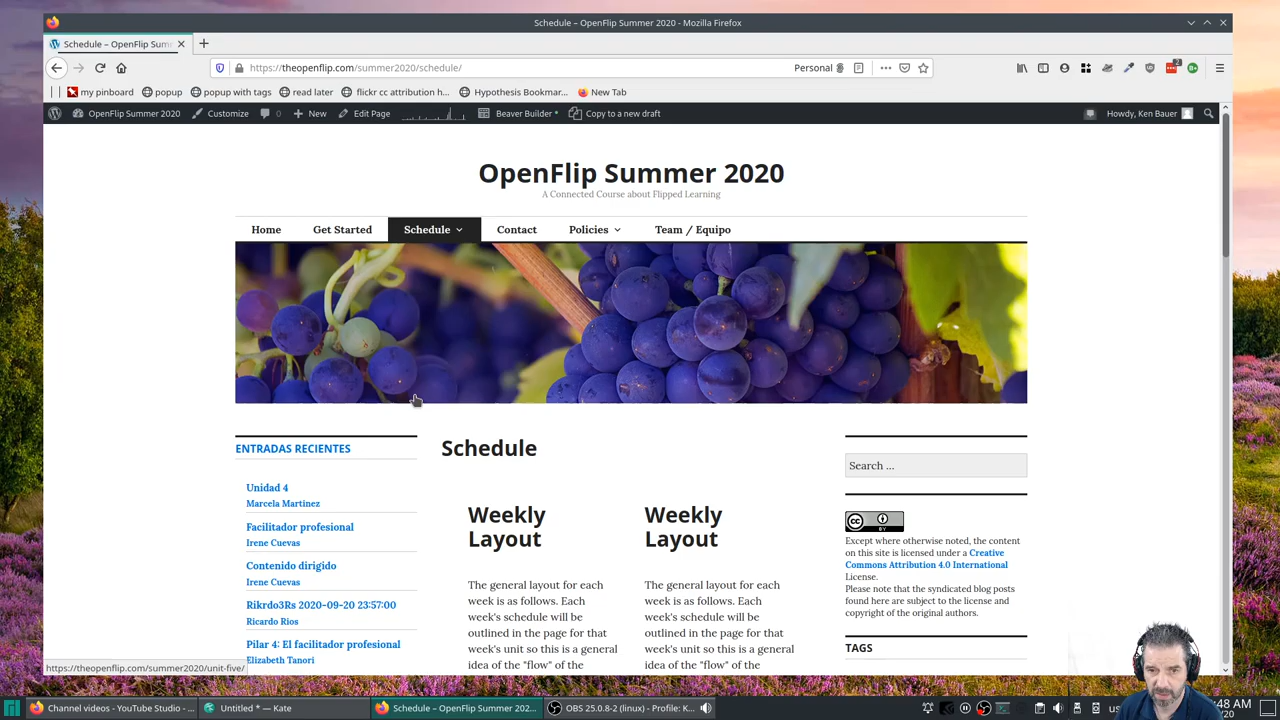 Schedule – OpenFlip Summer 2020 - Mozilla Firefox
Schedule – OpenFlip Sum
https://theopenflip.com/summer2020/schedule/
Personal
my pinboard popup popup with tags read later flickr cc attribution h... Hypothesis Bookmar... New Tab
OpenFlip Summer 2020 Customize 0 New Edit Page Beaver Builder Copy to a new draft Howdy, Ken Bauer
OpenFlip Summer 2020
A Connected Course about Flipped Learning
Home Get Started Schedule Contact Policies Team / Equipo
ENTRADAS RECIENTES
Unidad 4
Marcela Martinez
Facilitador profesional
Irene Cuevas
Contenido dirigido
Irene Cuevas
Rikrdo3Rs 2020-09-20 23:57:00
Ricardo Rios
Pilar 4: El facilitador profesional
Elizabeth Tanori
Schedule
Weekly
Layout
The general layout for each
week is as follows. Each
week's schedule will be
outlined in the page for that
week's unit so this is a general
idea of the "flow" of the
Weekly
Layout
The general layout for each
week is as follows. Each
week's schedule will be
outlined in the page for that
week's unit so this is a general
idea of the "flow" of the
Search ...
CC BY
Except where otherwise noted, the content
on this site is licensed under a Creative
Commons Attribution 4.0 International
License.
Please note that the syndicated blog posts
found here are subject to the license and
copyright of the original authors.
TAGS
https://theopenflip.com/summer2020/unit-five/
Channel videos - YouTube Studio - ... Untitled * — Kate Schedule – OpenFlip Summer 202... OBS 25.0.8-2 (linux) - Profile: K... us :48 AM